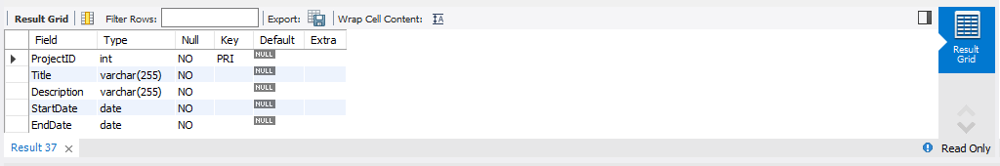 Result Grid Filter Rows: Export: Wrap Cell Content:
Field Type Null Key Default Extra
ProjectID int NO PRI NULL
Title varchar(255) NO NULL
Description varchar(255) NO NULL
StartDate date NO NULL
EndDate date NO NULL
Result
Grid
Result 37 × Read Only